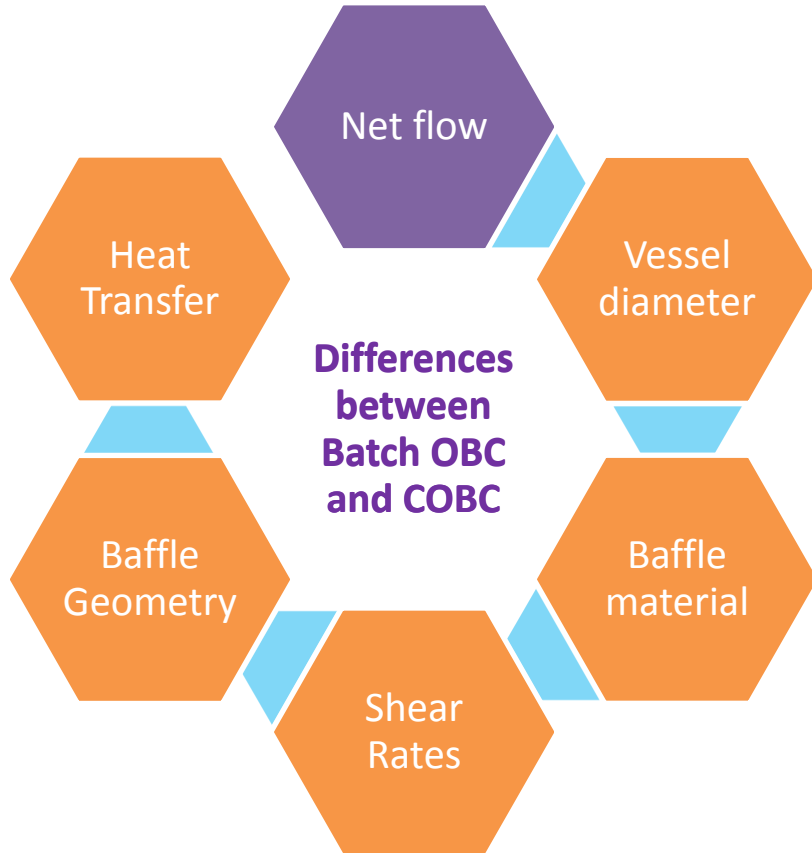 Net flow
Vessel
diameter
Baffle
material
Shear
Rates
Baffle
Geometry
Heat
Transfer
Differences
between
Batch OBC
and COBC